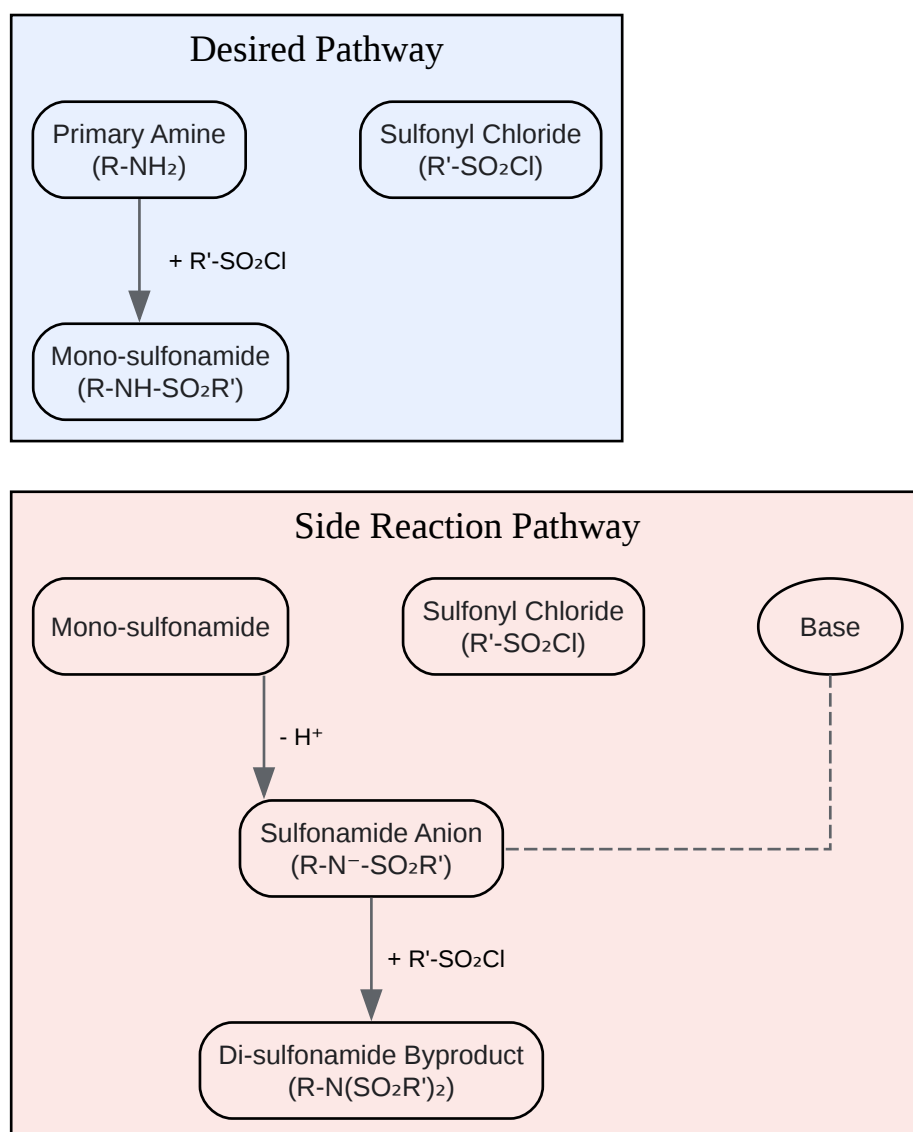 Desired Pathway
Primary Amine
(R-NH₂)
Sulfonyl Chloride
(R'-SO₂Cl)
+ R'-SO₂Cl
Mono-sulfonamide
(R-NH-SO₂R')
Side Reaction Pathway
Mono-sulfonamide
Sulfonyl Chloride
(R'-SO₂Cl)
Base
- H⁺
Sulfonamide Anion
(R-N⁻-SO₂R')
+ R'-SO₂Cl
Di-sulfonamide Byproduct
(R-N(SO₂R')₂)